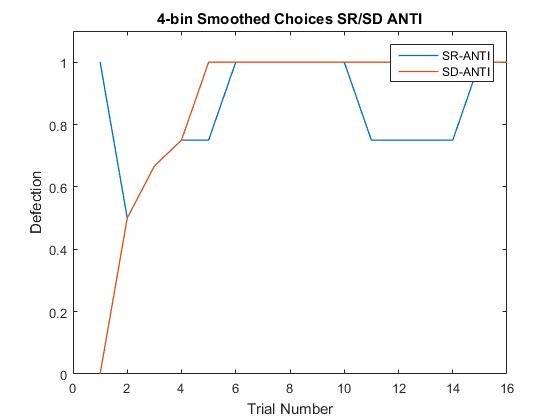 4-bin Smoothed Choices SR/SD ANTI
SR-ANTI
SD-ANTI
1
0.8
0.6
0.4
0.2
0
Defection
0 2 4 6 8 10 12 14 16
Trial Number